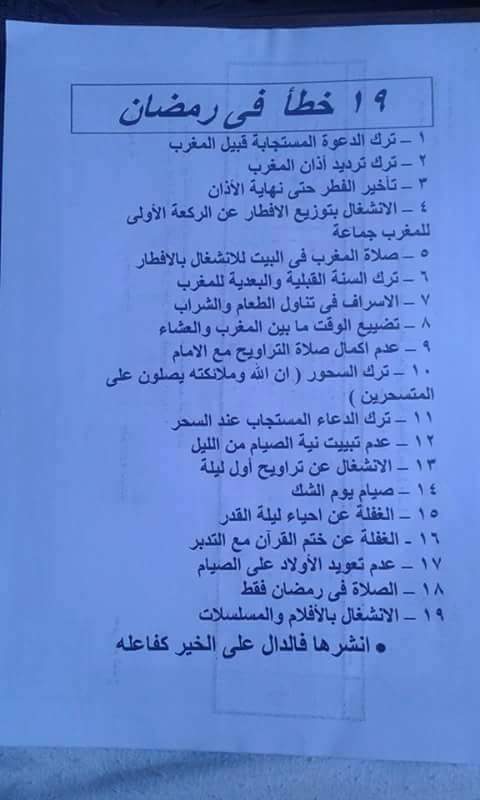 ١٩ خطأ فى رمضان
١ – ترك الدعوة المستجابة قبيل المغرب
٢ – ترك ترديد أذان المغرب
٣ – تأخير الفطر حتى نهاية الأذان
٤ – الانشغال بتوزيع الافطار عن الركعة الأولى
للمغرب جماعة
٥ – صلاة المغرب فى البيت للانشغال بالافطار
٦ – ترك السنة القبلية والبعدية للمغرب
٧ – الاسراف فى تناول الطعام والشراب
٨ – تضييع الوقت ما بين المغرب والعشاء
٩ – عدم اكمال صلاة التراويح مع الامام
١٠ – ترك السحور ( ان الله وملائكته يصلون على
المتسحرين )
١١ – ترك الدعاء المستجاب عند السحر
١٢ – عدم تبييت نية الصيام من الليل
١٣ – الانشغال عن تراويح أول ليلة
١٤ – صيام يوم الشك
١٥ – الغفلة عن احياء ليلة القدر
١٦ - الغفلة عن ختم القرآن مع التدبر
١٧ – عدم تعويد الأولاد على الصيام
١٨ – الصلاة فى رمضان فقط
١٩ – الانشغال بالأفلام والمسلسلات
• انشرها فالدال على الخير كفاعله